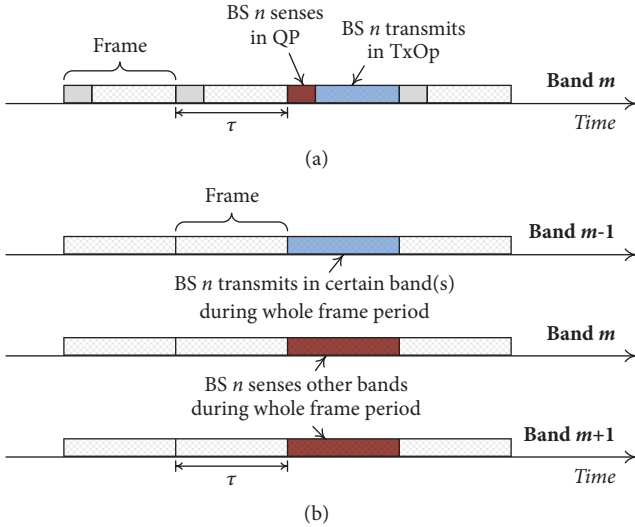 BS n senses
in QP
BS n transmits
in TxOp
Frame
Band m
Time
τ
(a)
Frame
Band m-1
BS n transmits in certain band(s)
during whole frame period
Band m
BS n senses other bands
during whole frame period
Band m+1
Time
τ
(b)